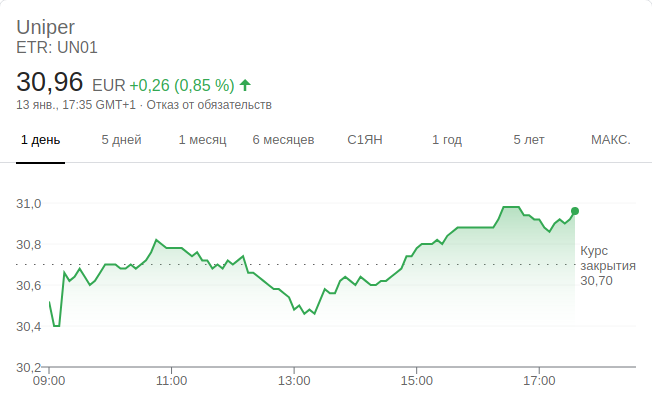 Uniper
ETR: UN01
30,96 EUR +0,26 (0,85 %)
13 янв., 17:35 GMT+1 · Отказ от обязательств
1 день 5 дней 1 месяц 6 месяцев С1ЯН 1 год 5 лет МАКС.
31,0
30,8
30,6
30,4
30,2
Курс
закрытия
30,70
09:00 11:00 13:00 15:00 17:00